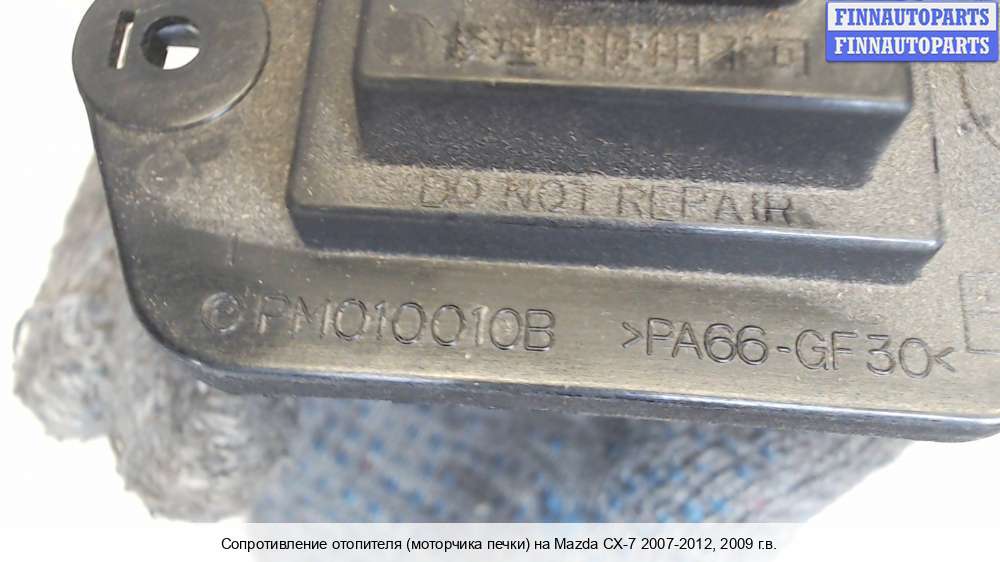 FINNAUTOPARTS
FINNAUTOPARTS
DO NOT REPAIR
PM010010B
>PA66-GF30<
Сопротивление отопителя (моторчика печки) на Mazda CX-7 2007-2012, 2009 г.в.